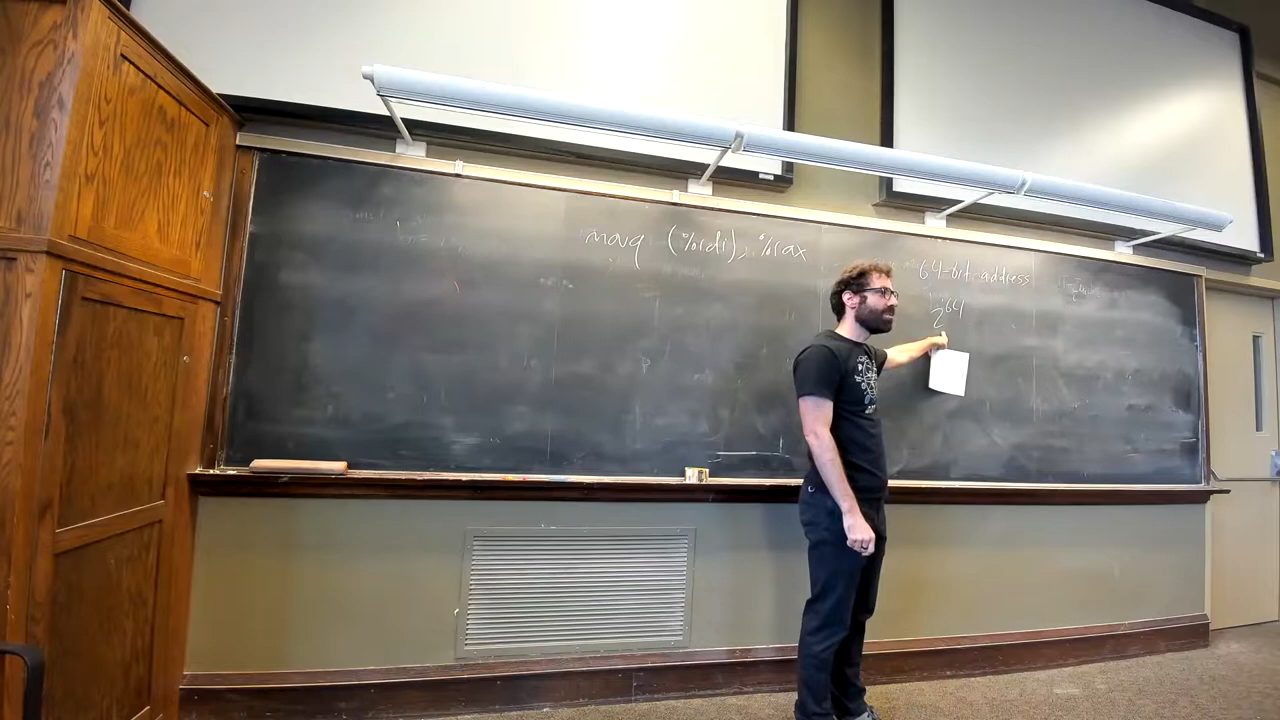 movq (%rdi), %rax
64-bit address
2^64